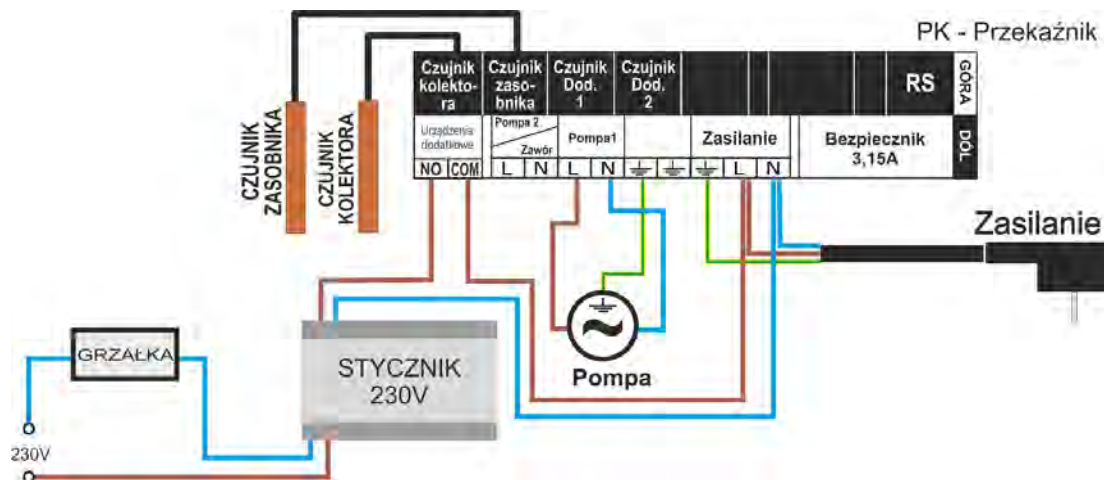 PK - Przekaźnik
Czujnik
kolekto-
ra
Czujnik
zaso-
bnika
Czujnik
Dod.
1
Czujnik
Dod.
2
RS
GÓRA
Urządzenia
dodatkowe
Pompa 2
Zawór
Pompa1
Zasilanie
Bezpiecznik
3,15A
DÓL
NO COM L N L N L N
CZUJNIK
ZASOBNIKA
CZUJNIK
KOLEKTORA
Zasilanie
GRZAŁKA
STYCZNIK
230V
Pompa
230V